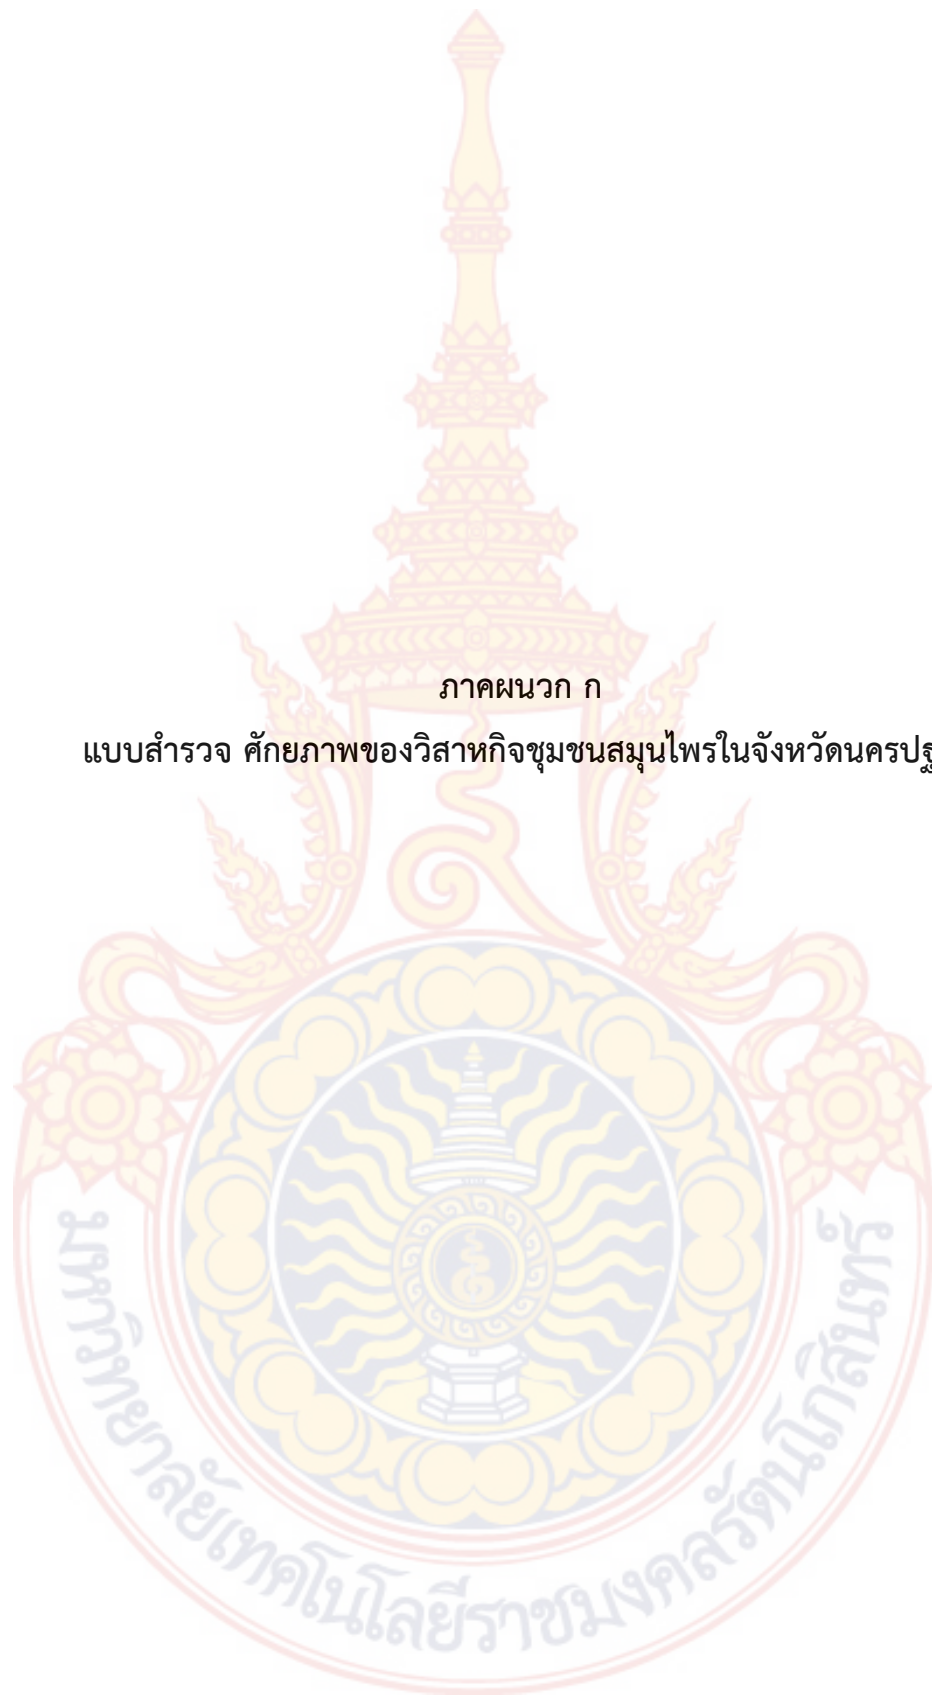 ภาคผนวก ก
แบบสำรวจ ศักยภาพของวิสาหกิจชุมชนสมุนไพรในจังหวัดนครปฐ
มหาวิทยาลัยเทคโนโลยีราชมงคลรัตนโกสินทร์